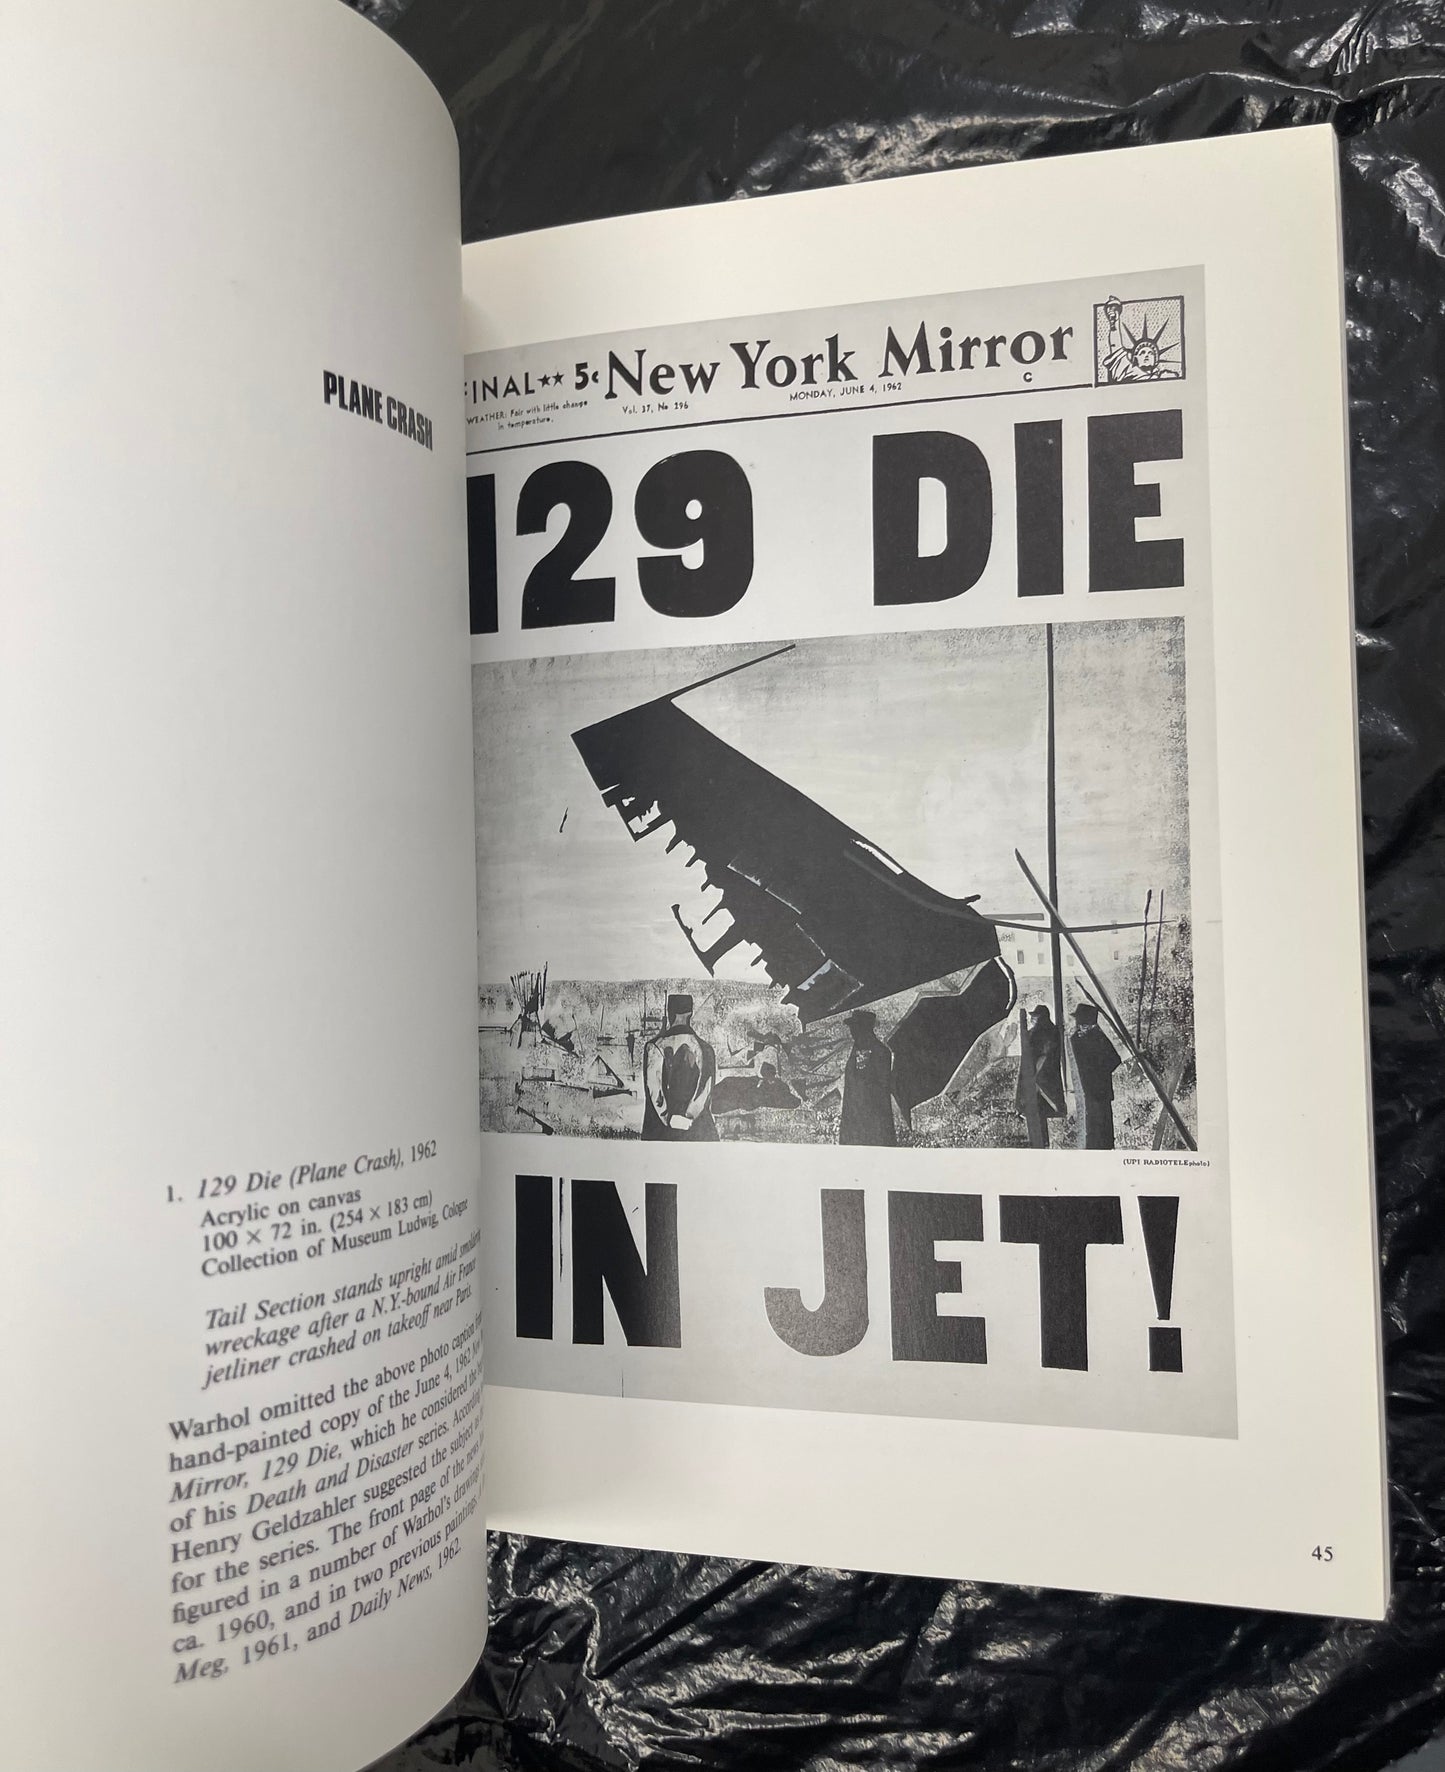 PLANE CRASH
1. 129 Die (Plane Crash), 1962
Acrylic on canvas
100 × 72 in. (254 × 183 cm)
Collection of Museum Ludwig, Cologne
Tail Section stands upright amid smoldering
wreckage after a N.Y.-bound Air France
jetliner crashed on takeoff near Paris.
Warhol omitted the above photo caption
hand-painted copy of the June 4, 1962
Mirror, 129 Die, which he considered the
of his Death and Disaster series. According
Henry Geldzahler suggested the subject
for the series. The front page of the news
figured in a number of Warhol's drawings
ca. 1960, and in two previous paintings,
Meg, 1961, and Daily News, 1962.
FINAL ★★ 5¢ New York Mirror
WEATHER: Fair with little change
in temperature.
Vol. 37, No 296
MONDAY, JUNE 4, 1962
C
129 DIE
(UPI RADIOTELEphoto)
IN JET!
45